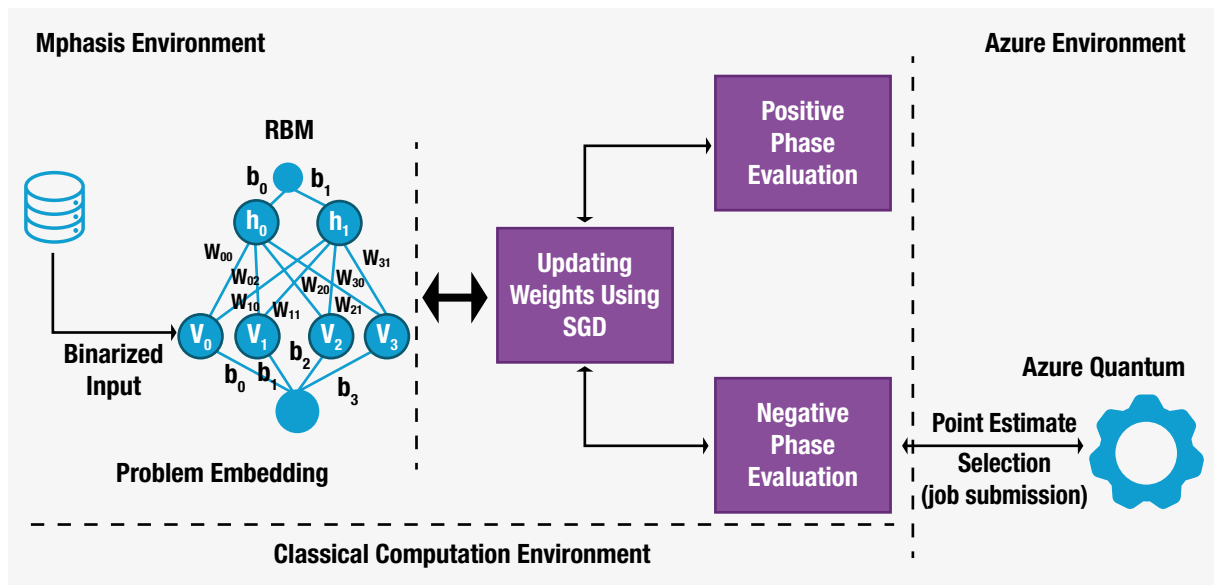 Mphasis Environment
Azure Environment
RBM
b₀ b₁
h₀ h₁
W₀₀ W₃₁
W₀₂ W₂₀ W₃₀
W₁₀ W₁₁ W₂₁
V₀ V₁ V₂ V₃
b₀ b₁ b₂ b₃
Binarized
Input
Problem Embedding
Updating
Weights Using
SGD
Positive
Phase
Evaluation
Negative
Phase
Evaluation
Azure Quantum
Point Estimate
Selection
(job submission)
Classical Computation Environment